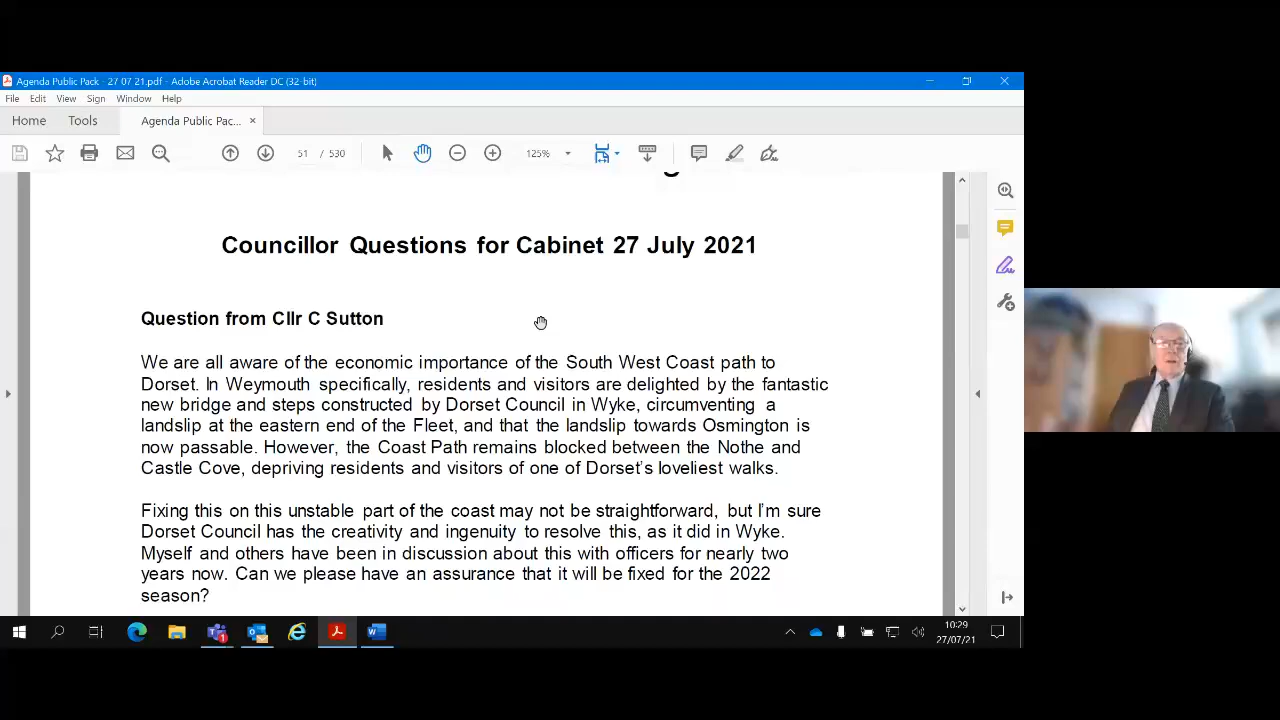 Agenda Public Pack - 27 07 21.pdf - Adobe Acrobat Reader DC (32-bit)
File Edit View Sign Window Help
Home Tools Agenda Public Pac... ×
51 / 530 125%
Councillor Questions for Cabinet 27 July 2021
Question from Cllr C Sutton
We are all aware of the economic importance of the South West Coast path to
Dorset. In Weymouth specifically, residents and visitors are delighted by the fantastic
new bridge and steps constructed by Dorset Council in Wyke, circumventing a
landslip at the eastern end of the Fleet, and that the landslip towards Osmington is
now passable. However, the Coast Path remains blocked between the Nothe and
Castle Cove, depriving residents and visitors of one of Dorset's loveliest walks.
Fixing this on this unstable part of the coast may not be straightforward, but I'm sure
Dorset Council has the creativity and ingenuity to resolve this, as it did in Wyke.
Myself and others have been in discussion about this with officers for nearly two
years now. Can we please have an assurance that it will be fixed for the 2022
season?
10:29
27/07/21